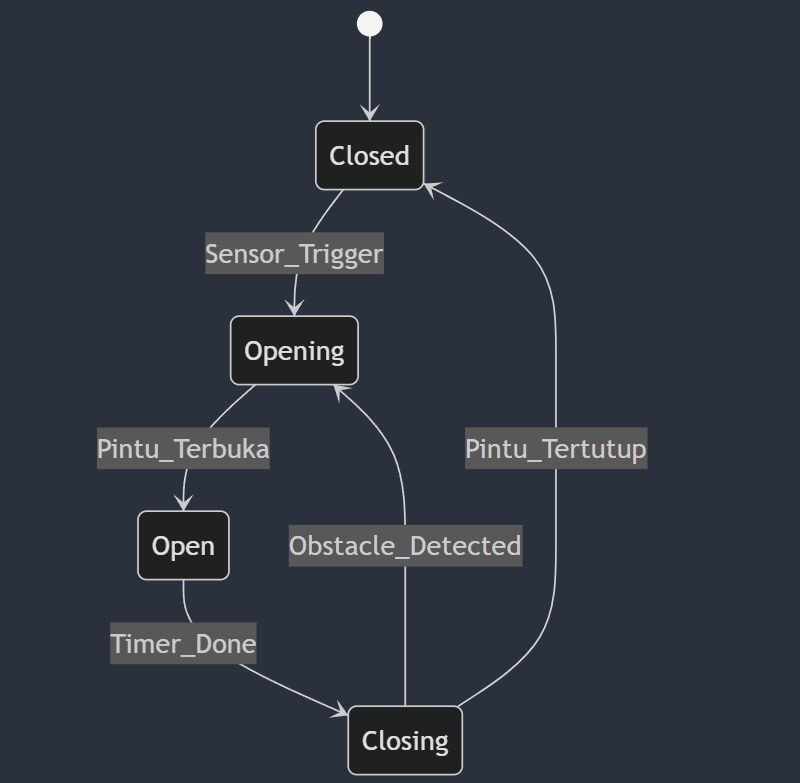 Closed
Sensor_Trigger
Opening
Pintu_Terbuka
Pintu_Tertutup
Open
Obstacle_Detected
Timer_Done
Closing